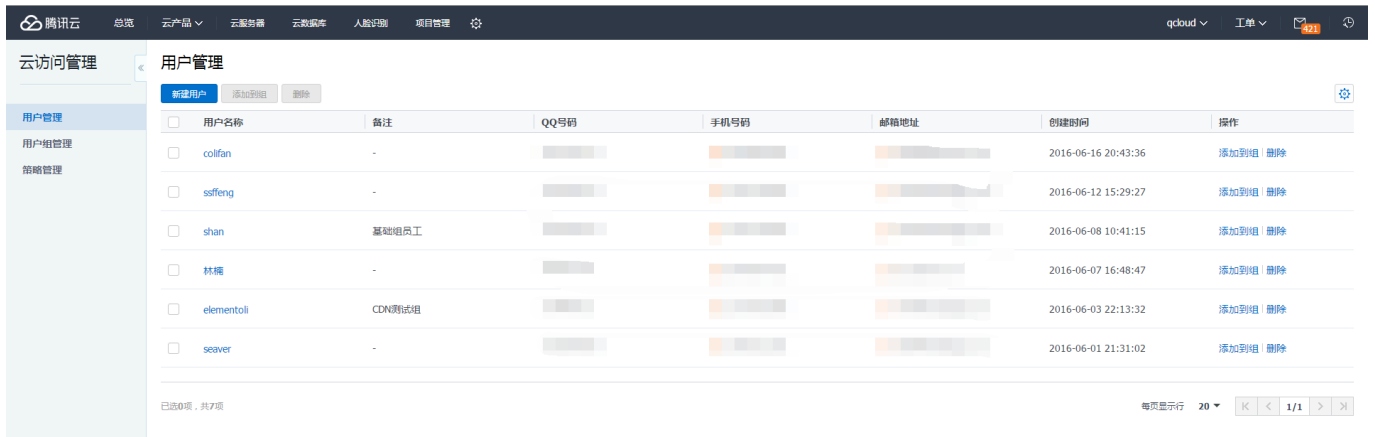 腾讯云 总览 云产品 云服务器 云数据库 人脸识别 项目管理 qcloud 工单 421
云访问管理 « 用户管理
新建用户 添加到组 删除
用户管理
用户组管理
策略管理
用户名称 备注 QQ号码 手机号码 邮箱地址 创建时间 操作
colifan - 2016-06-16 20:43:36 添加到组 删除
ssffeng - 2016-06-12 15:29:27 添加到组 删除
shan 基础组员工 2016-06-08 10:41:15 添加到组 删除
林楠 - 2016-06-07 16:48:47 添加到组 删除
elementoli CDN测试组 2016-06-03 22:13:32 添加到组 删除
seaver - 2016-06-01 21:31:02 添加到组 删除
已选0项，共7项 每页显示行 20 1/1